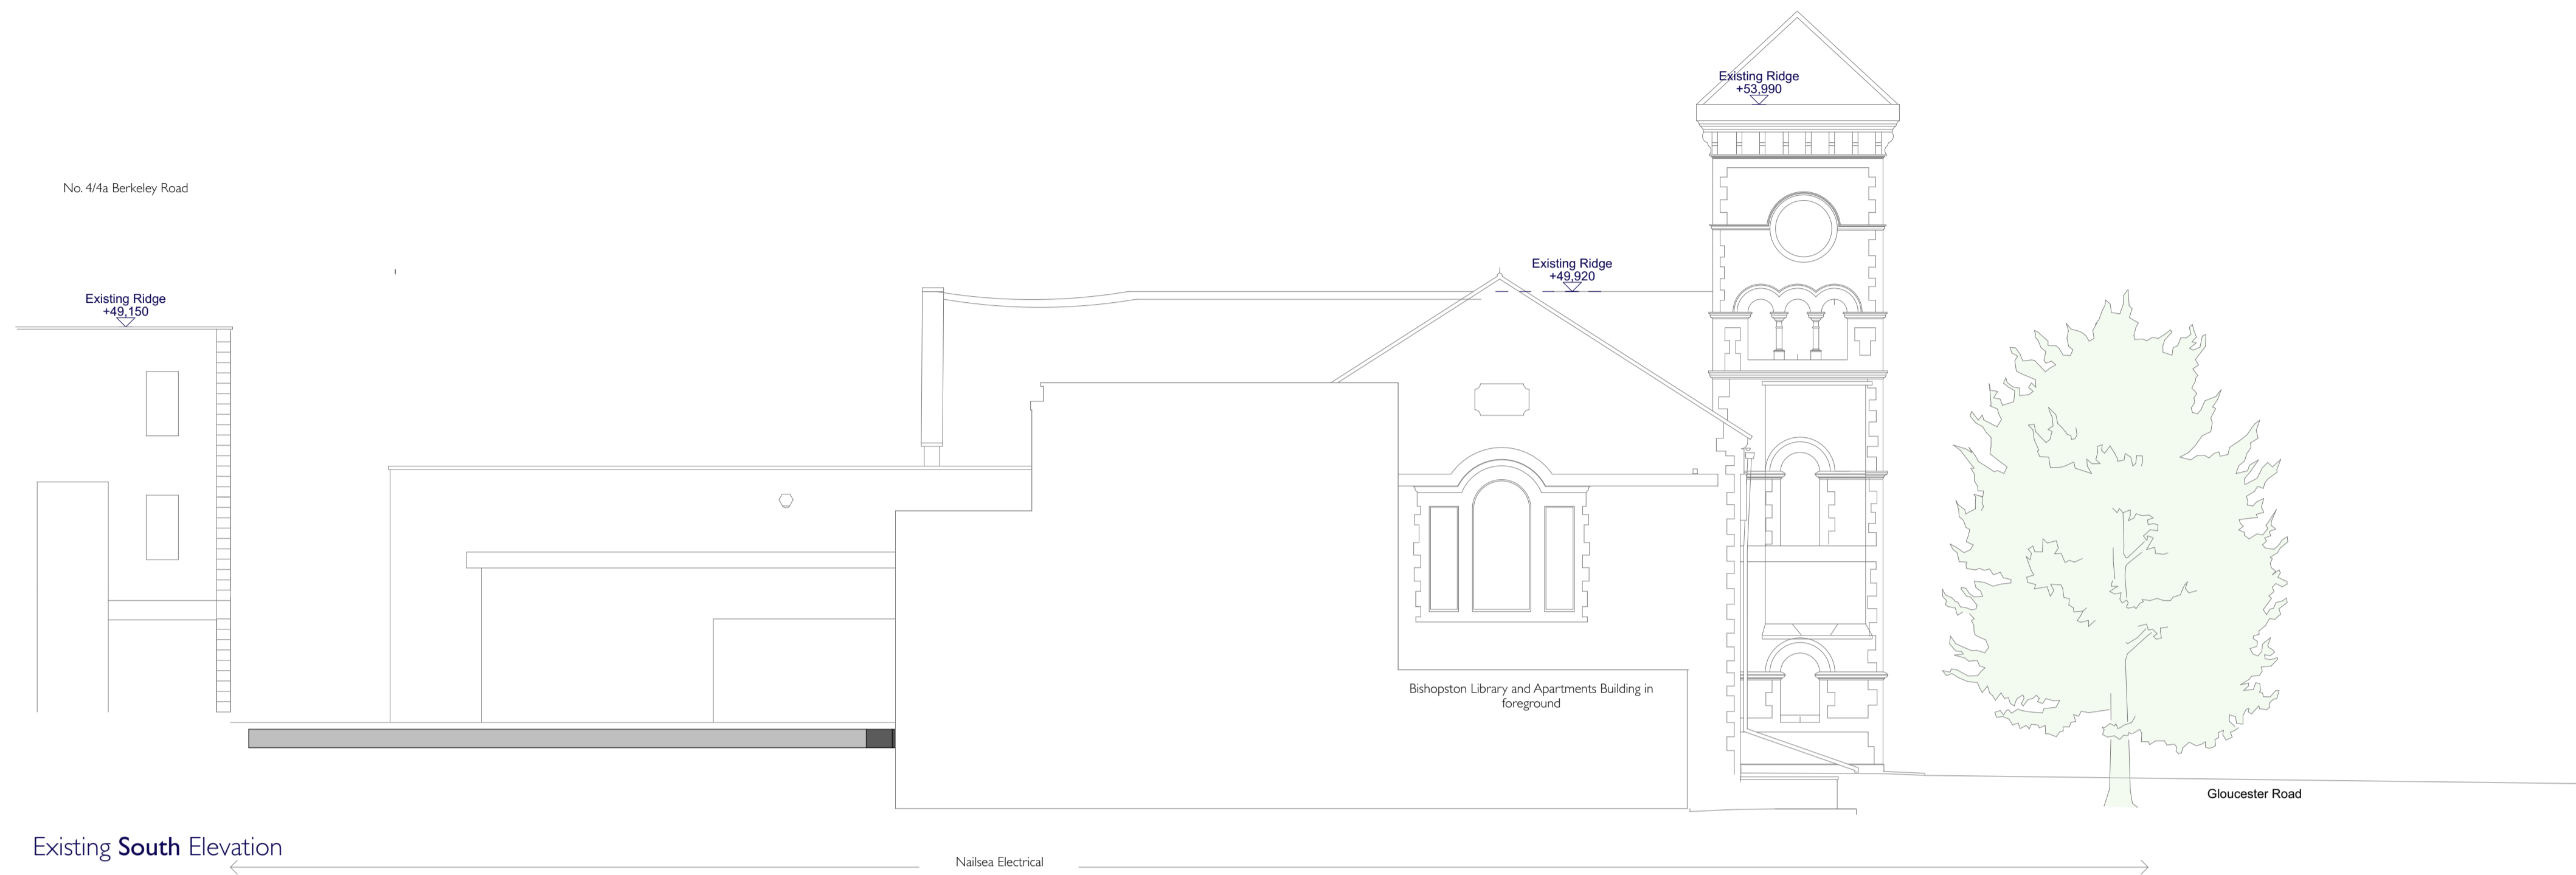 Existing Ridge
+53,990
No. 4/4a Berkeley Road
Existing Ridge
+49,920
Existing Ridge
+49,150
Bishopston Library and Apartments Building in
foreground
Gloucester Road
Existing South Elevation
Nailsea Electrical